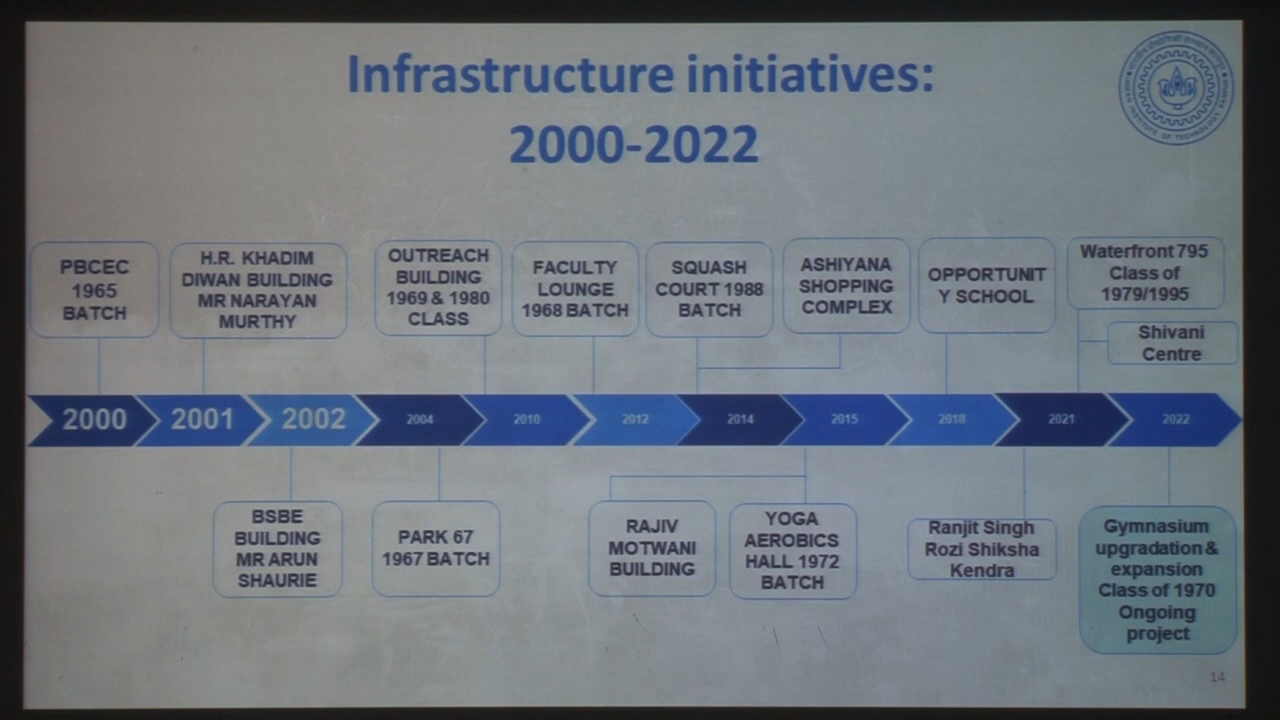 Infrastructure initiatives:
2000-2022
INDIAN INSTITUTE OF TECHNOLOGY
PBCEC
1965
BATCH
H.R. KHADIM
DIWAN BUILDING
MR NARAYAN
MURTHY
OUTREACH
BUILDING
1969 & 1980
CLASS
FACULTY
LOUNGE
1968 BATCH
SQUASH
COURT 1988
BATCH
ASHIYANA
SHOPPING
COMPLEX
OPPORTUNIT
Y SCHOOL
Waterfront 795
Class of
1979/1995
Shivani
Centre
2000 2001 2002 2004 2010 2012 2014 2015 2018 2021 2022
BSBE
BUILDING
MR ARUN
SHAURIE
PARK 67
1967 BATCH
RAJIV
MOTWANI
BUILDING
YOGA
AEROBICS
HALL 1972
BATCH
Ranjit Singh
Rozi Shiksha
Kendra
Gymnasium
upgradation &
expansion
Class of 1970
Ongoing
project
14